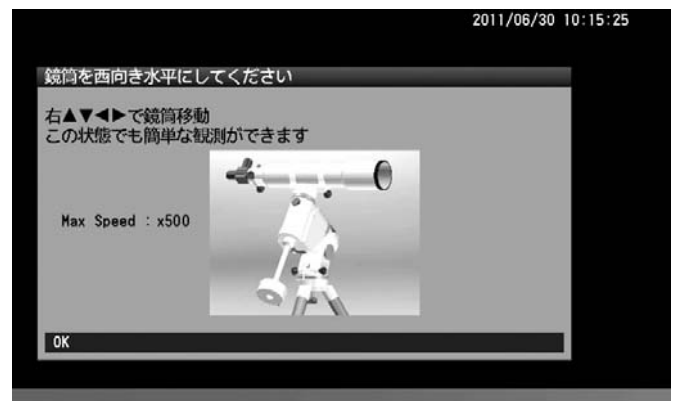 2011/06/30 10:15:25
鏡筒を西向き水平にしてください
右▲▼◀▶で鏡筒移動
この状態でも簡単な観測ができます
Max Speed : x500
OK